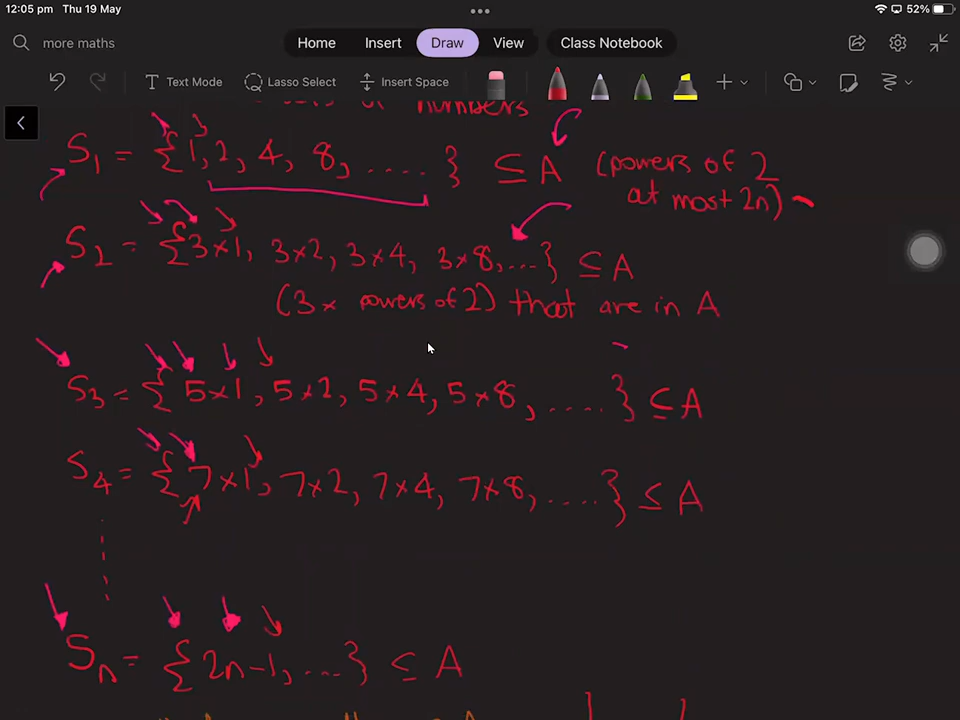 12:05 pm Thu 19 May
52%
more maths
Home Insert Draw View Class Notebook
Text Mode Lasso Select Insert Space
numbers
S₁ = {1, 2, 4, 8, ....} ⊆ A (powers of 2
at most 2n)
S₂ = {3×1, 3×2, 3×4, 3×8, ...} ⊆ A
(3× powers of 2) that are in A
S₃ = {5×1, 5×2, 5×4, 5×8, .....} ⊆ A
S₄ = {7×1, 7×2, 7×4, 7×8, .....} ⊆ A
Sₙ = {2n-1, ....} ⊆ A